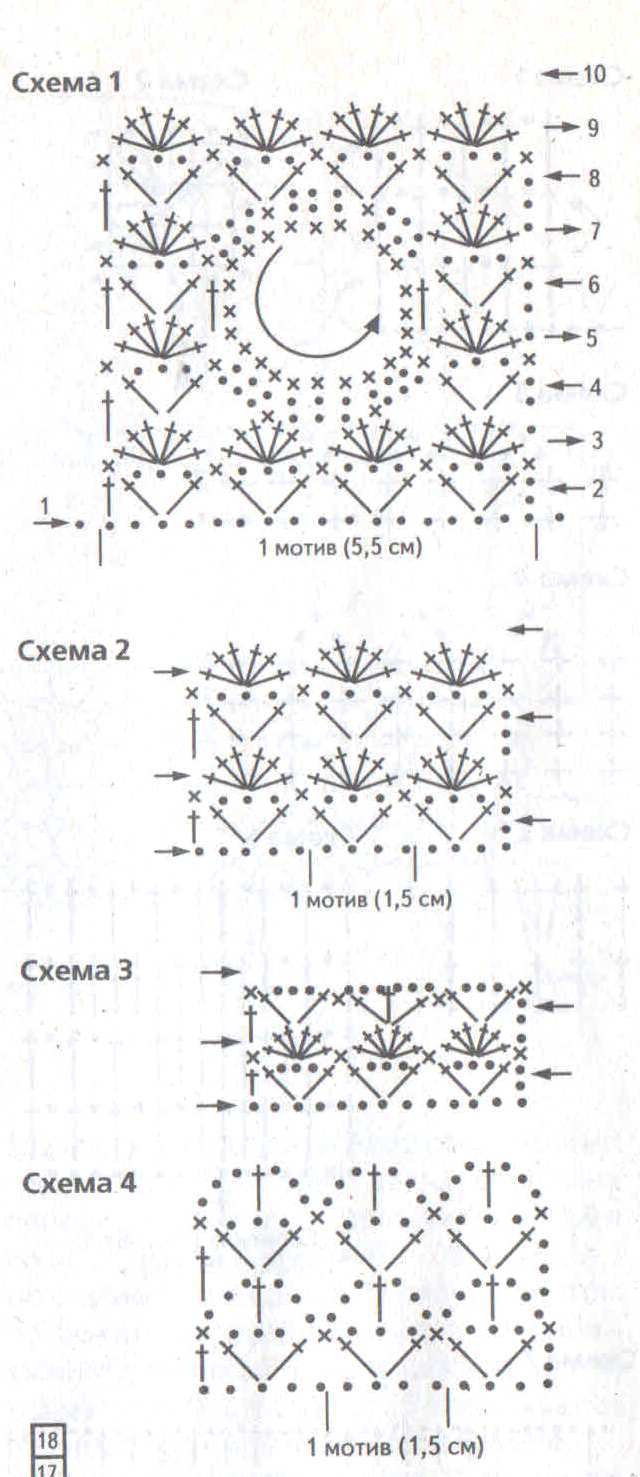 Схема 1
10
9
8
7
6
5
4
3
2
1
1 мотив (5,5 см)
Схема 2
1 мотив (1,5 см)
Схема 3
Схема 4
1 мотив (1,5 см)
18
17